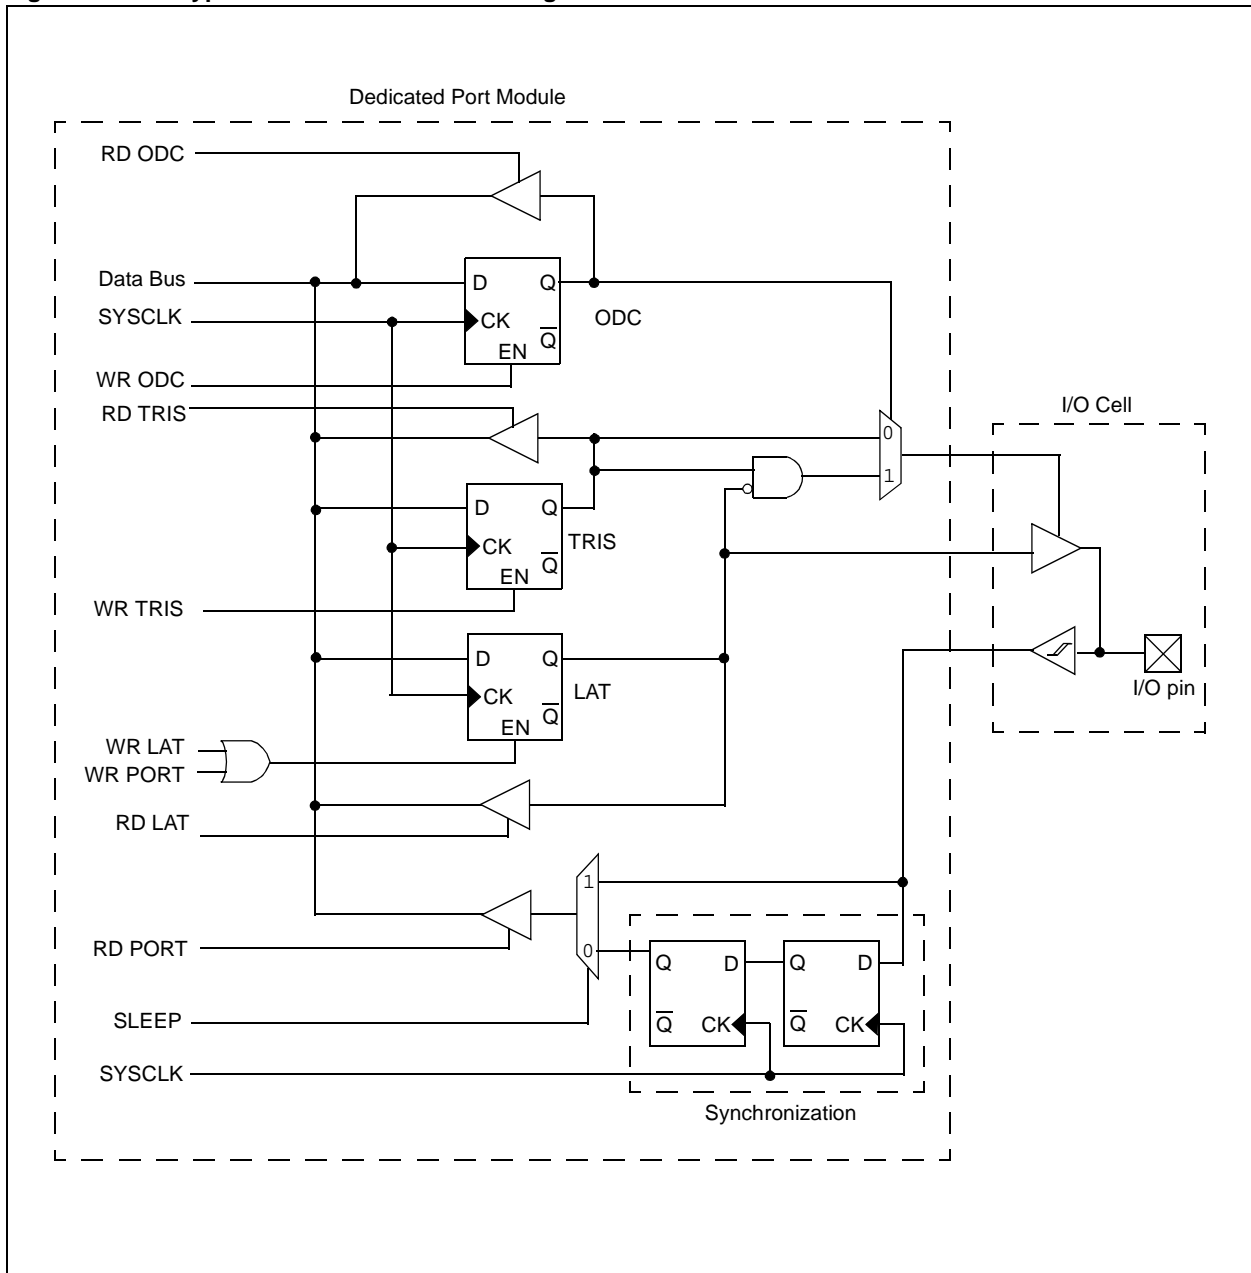 Dedicated Port Module
RD ODC
Data Bus
D
Q
SYSCLK
CK
ODC
Q
EN
WR ODC
RD TRIS
I/O Cell
0
1
D
Q
CK
TRIS
Q
EN
WR TRIS
D
Q
CK
LAT
Q
EN
I/O pin
WR LAT
WR PORT
RD LAT
1
RD PORT
0
Q
D
Q
D
SLEEP
Q
CK
Q
CK
SYSCLK
Synchronization